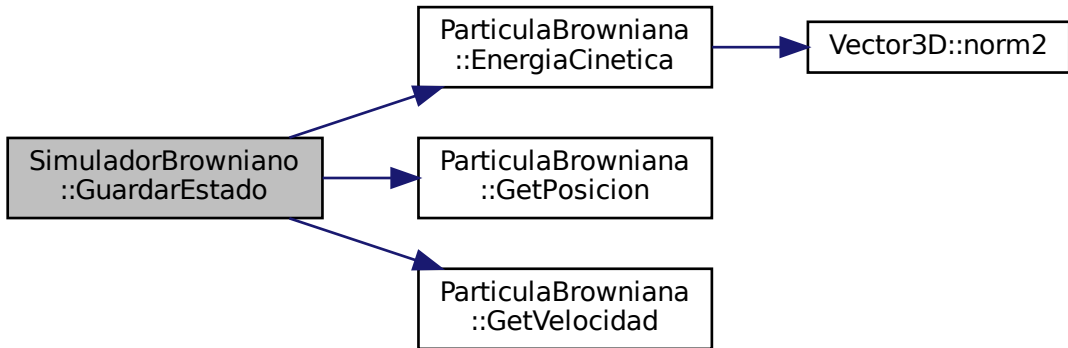 SimuladorBrowniano
::GuardarEstado
ParticulaBrowniana
::EnergiaCinetica
Vector3D::norm2
ParticulaBrowniana
::GetPosicion
ParticulaBrowniana
::GetVelocidad